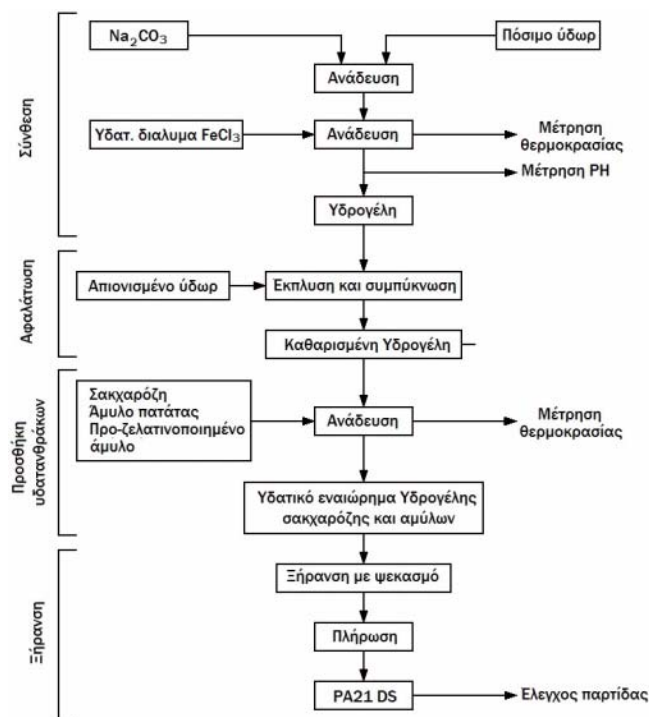 Σύνθεση
Na2CO3
Πόσιμο ύδωρ
Ανάδευση
Υδατ. διαλυμα FeCl3
Ανάδευση
Μέτρηση
θερμοκρασίας
Μέτρηση PH
Υδρογέλη
Αφαλάτωση
Απιονισμένο ύδωρ
Εκπλυση και συμπύκνωση
Καθαρισμένη Υδρογέλη
Προσθήκη
υδατανθράκων
Σακχαρόζη
Άμυλο πατάτας
Προ-ζελατινοποιημένο
άμυλο
Ανάδευση
Μέτρηση
θερμοκρασίας
Υδατικό εναιώρημα Υδρογέλης
σακχαρόζης και αμύλων
Ξήρανση
Ξήρανση με ψεκασμό
Πλήρωση
PA21 DS
Ελεγχος παρτίδας